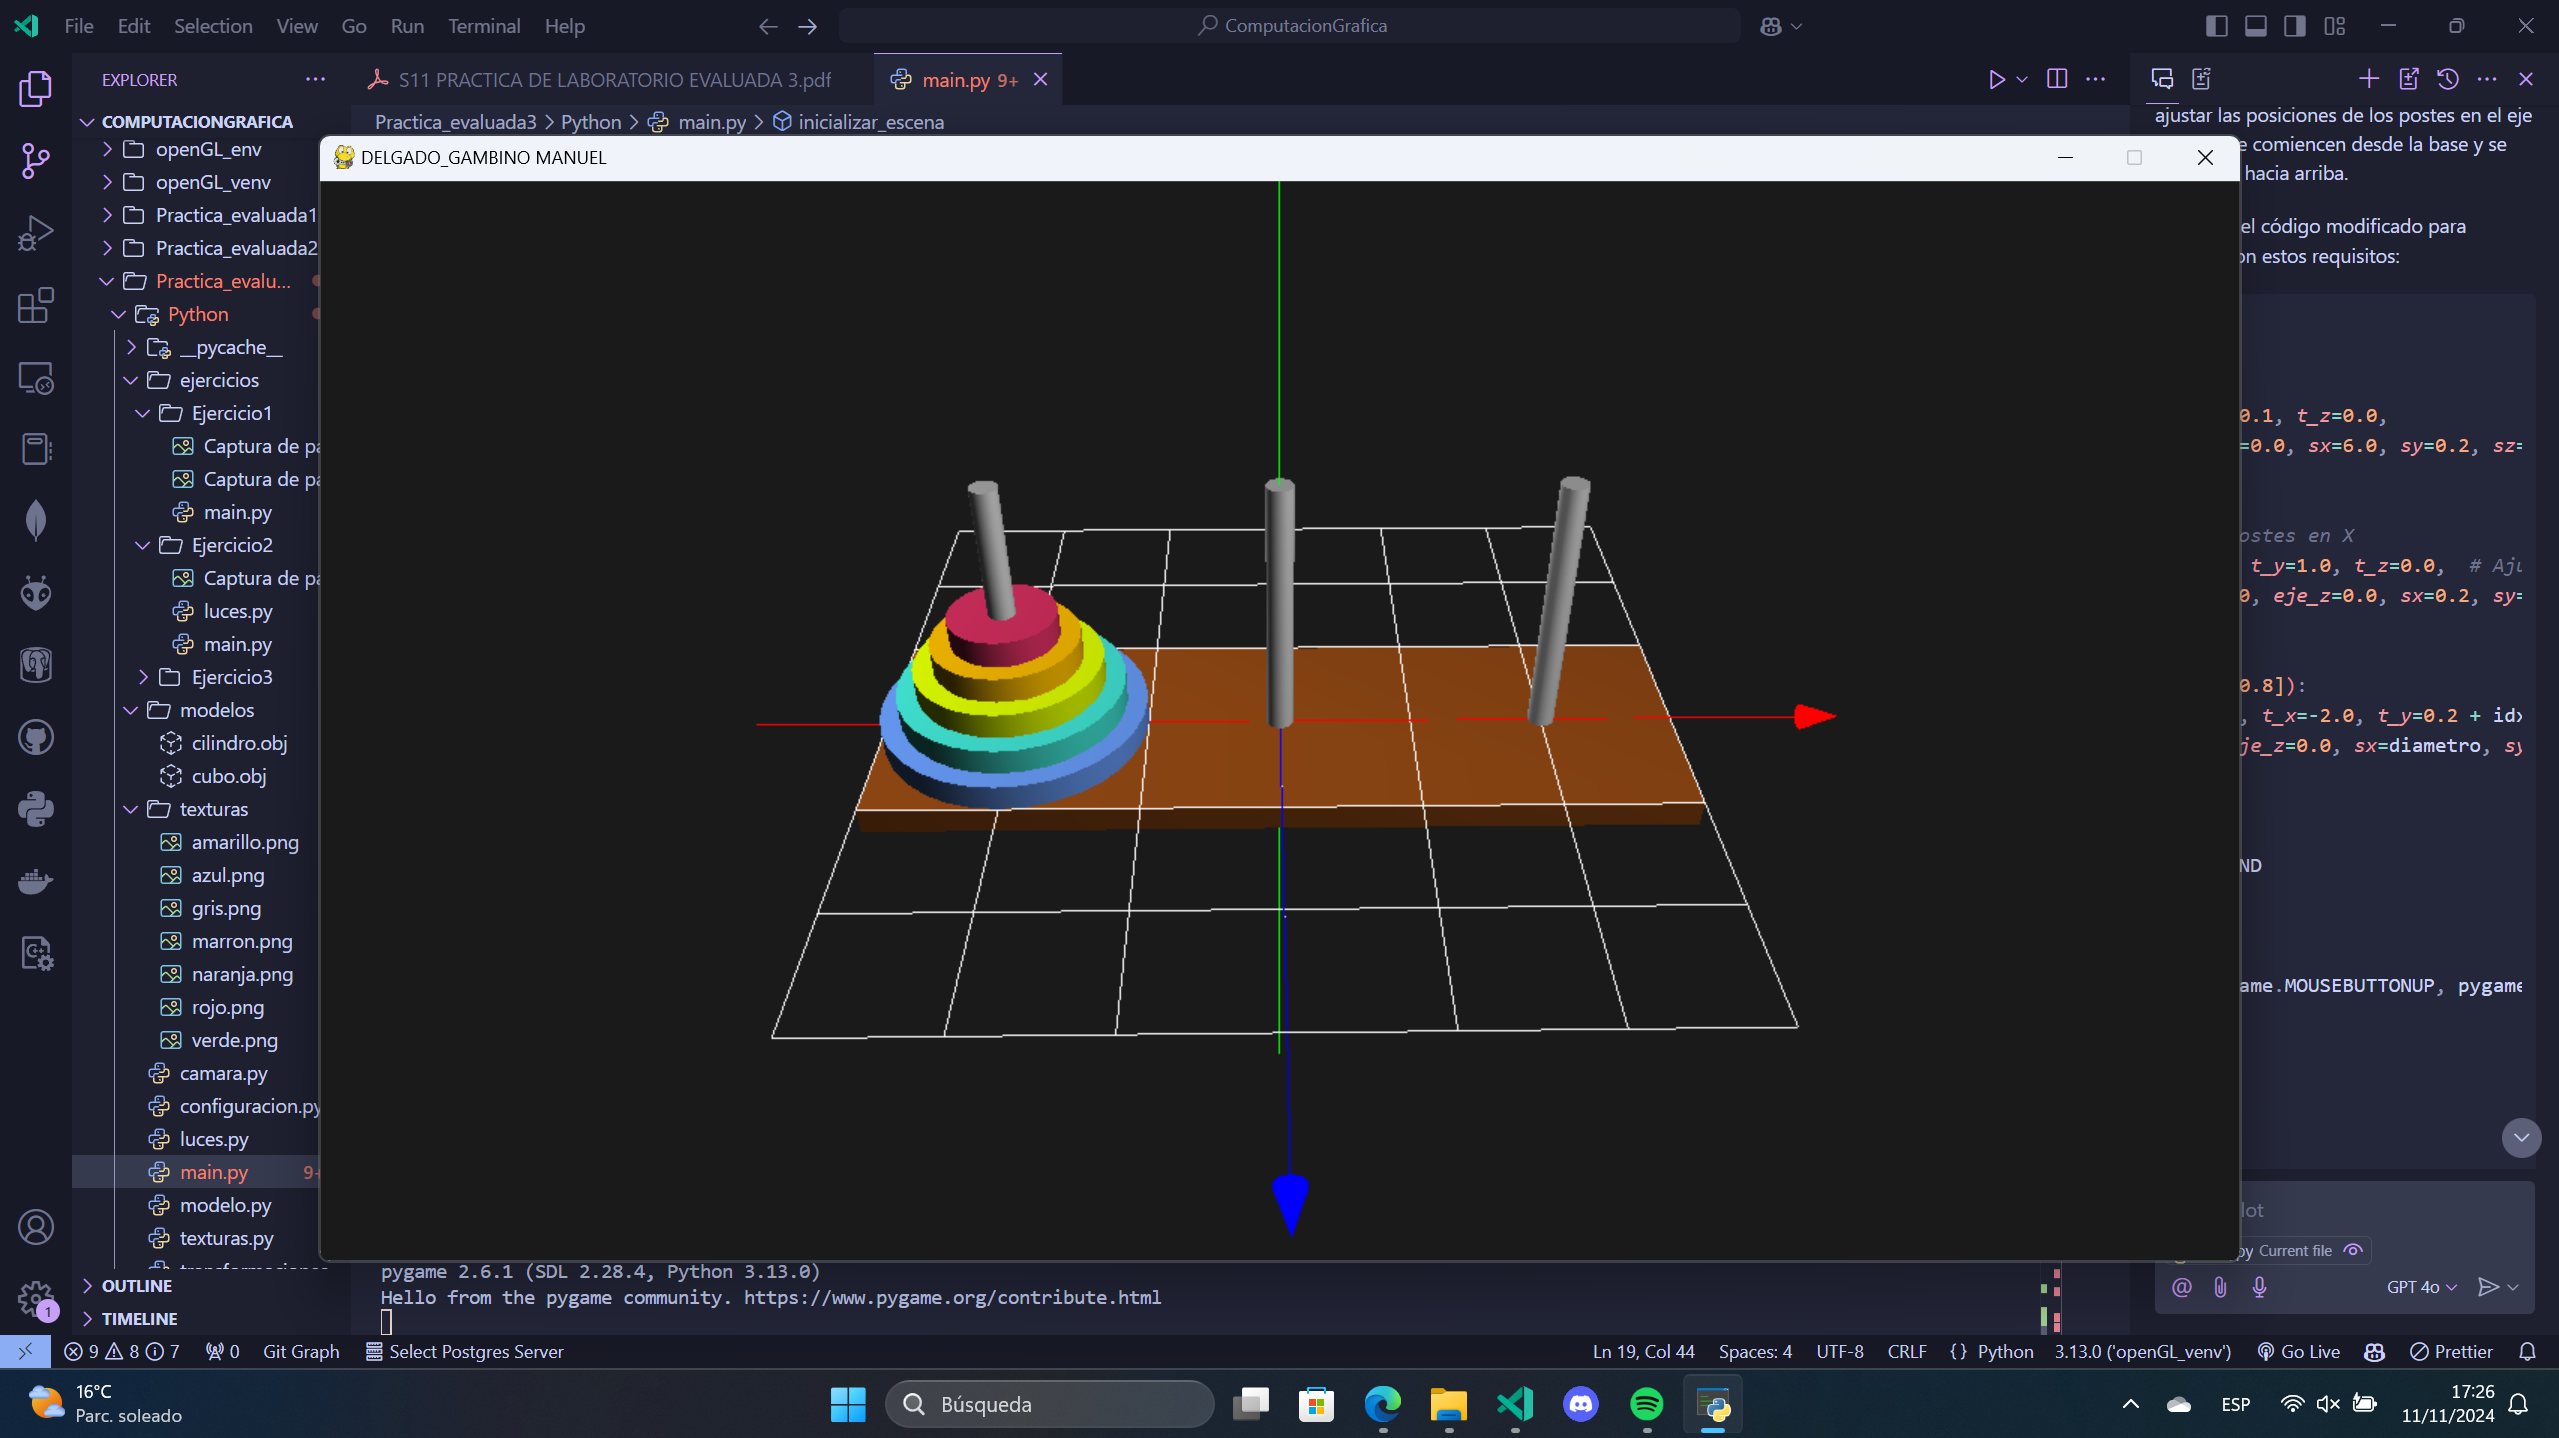 File Edit Selection View Go Run Terminal Help
ComputacionGrafica
EXPLORER
S11 PRACTICA DE LABORATORIO EVALUADA 3.pdf
main.py 9+
COMPUTACIONGRAFICA
Practica_evaluada3 > Python > main.py > inicializar_escena
openGL_env
openGL_venv
Practica_evaluada1
Practica_evaluada2
Practica_evalu...
Python
__pycache__
ejercicios
Ejercicio1
Captura de pa
Captura de pa
main.py
Ejercicio2
Captura de pa
luces.py
main.py
Ejercicio3
modelos
cilindro.obj
cubo.obj
texturas
amarillo.png
azul.png
gris.png
marron.png
naranja.png
rojo.png
verde.png
camara.py
configuracion.py
luces.py
main.py 9+
modelo.py
texturas.py
OUTLINE
TIMELINE
DELGADO_GAMBINO MANUEL
ajustar las posiciones de los postes en el eje
e comiencen desde la base y se
hacia arriba.
el código modificado para
on estos requisitos:
0.1, t_z=0.0,
=0.0, sx=6.0, sy=0.2, sz=
ostes en X
t_y=1.0, t_z=0.0, # Aju
0, eje_z=0.0, sx=0.2, sy=
0.8]):
, t_x=-2.0, t_y=0.2 + idx
je_z=0.0, sx=diametro, sy
ND
ame.MOUSEBUTTONUP, pygame
lot
py Current file
GPT 4o
pygame 2.6.1 (SDL 2.28.4, Python 3.13.0)
Hello from the pygame community. https://www.pygame.org/contribute.html
1
9 8 7 0 Git Graph Select Postgres Server
Ln 19, Col 44 Spaces: 4 UTF-8 CRLF {} Python 3.13.0 ('openGL_venv') Go Live Prettier
16°C
Parc. soleado
Búsqueda
ESP
17:26
11/11/2024